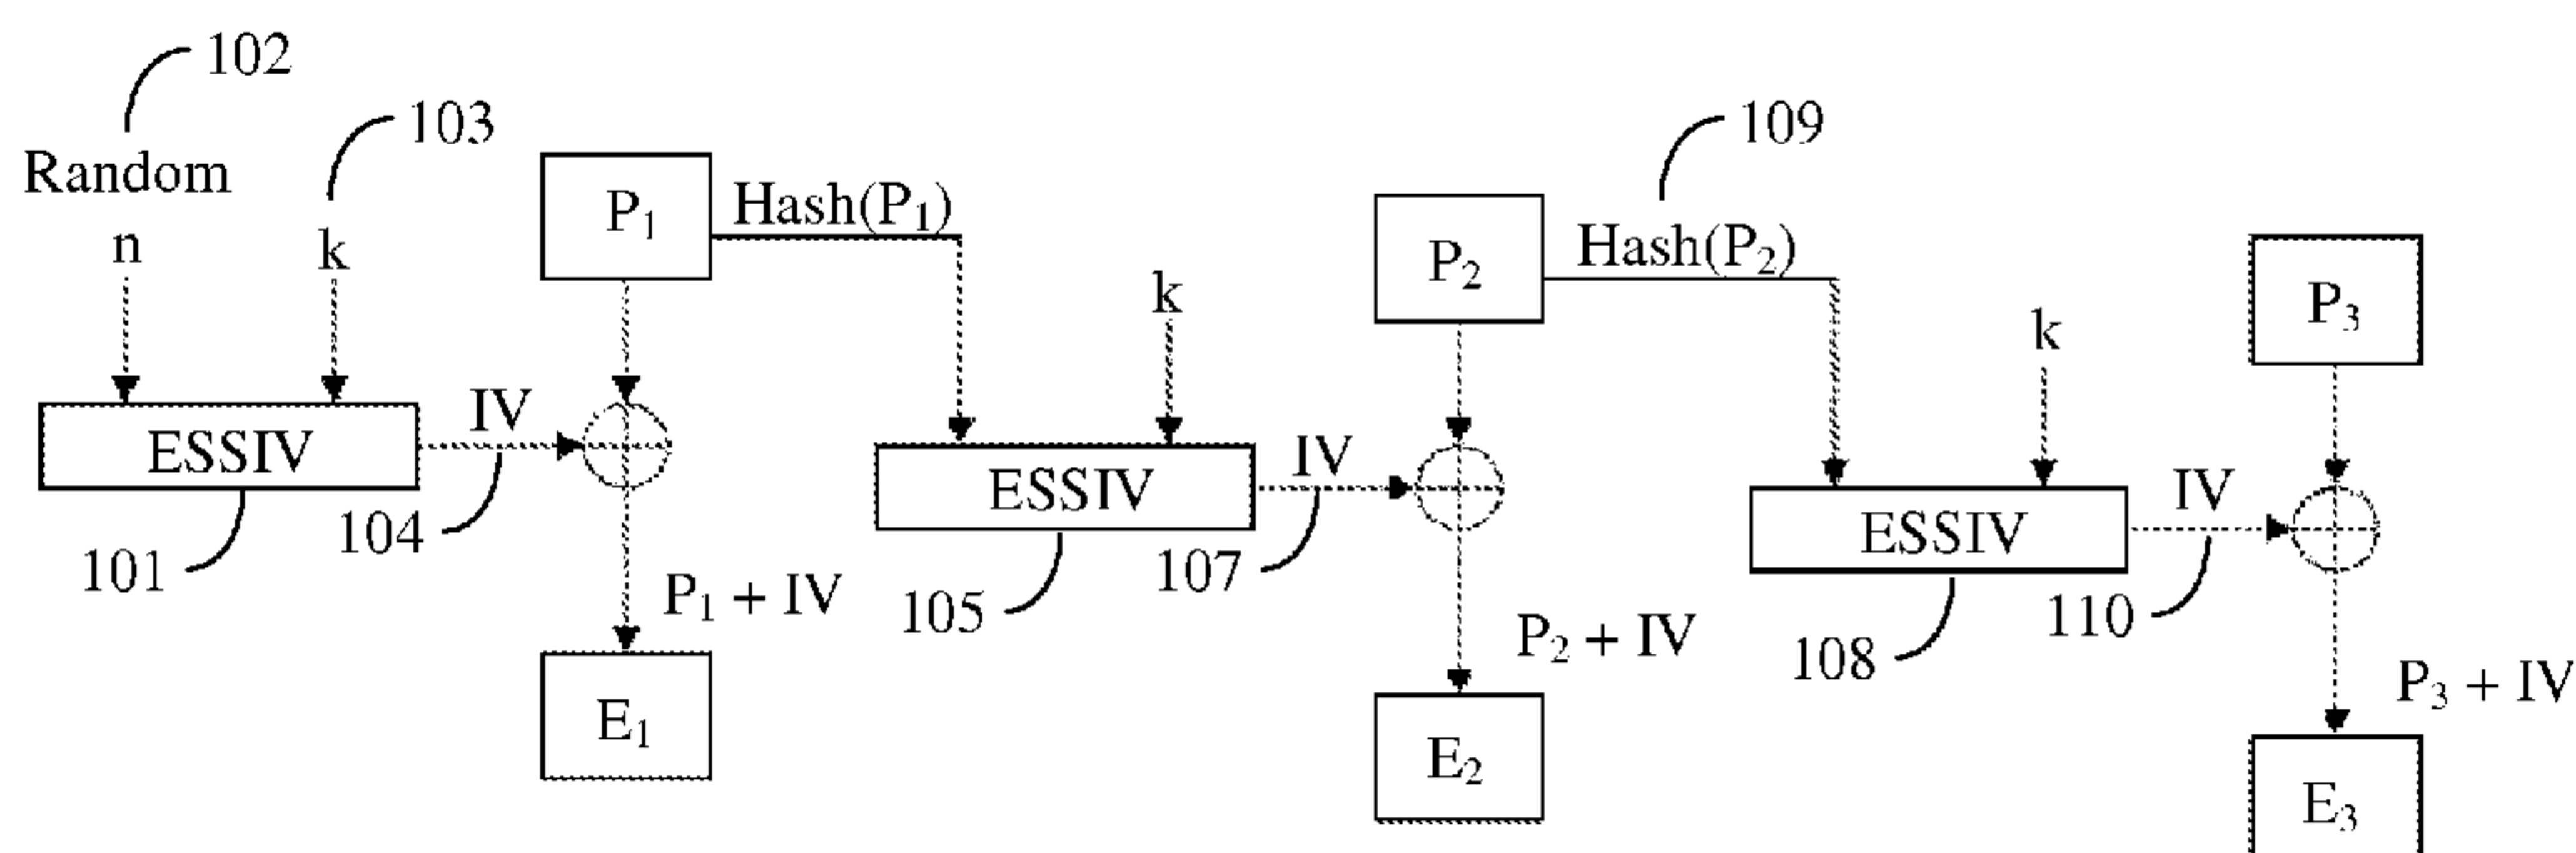 102
103
109
Random
n
k
P₁
Hash(P₁)
k
P₂
Hash(P₂)
k
P₃
ESSIV
IV
104
101
ESSIV
IV
107
105
ESSIV
IV
110
108
P₁ + IV
P₂ + IV
P₃ + IV
E₁
E₂
E₃